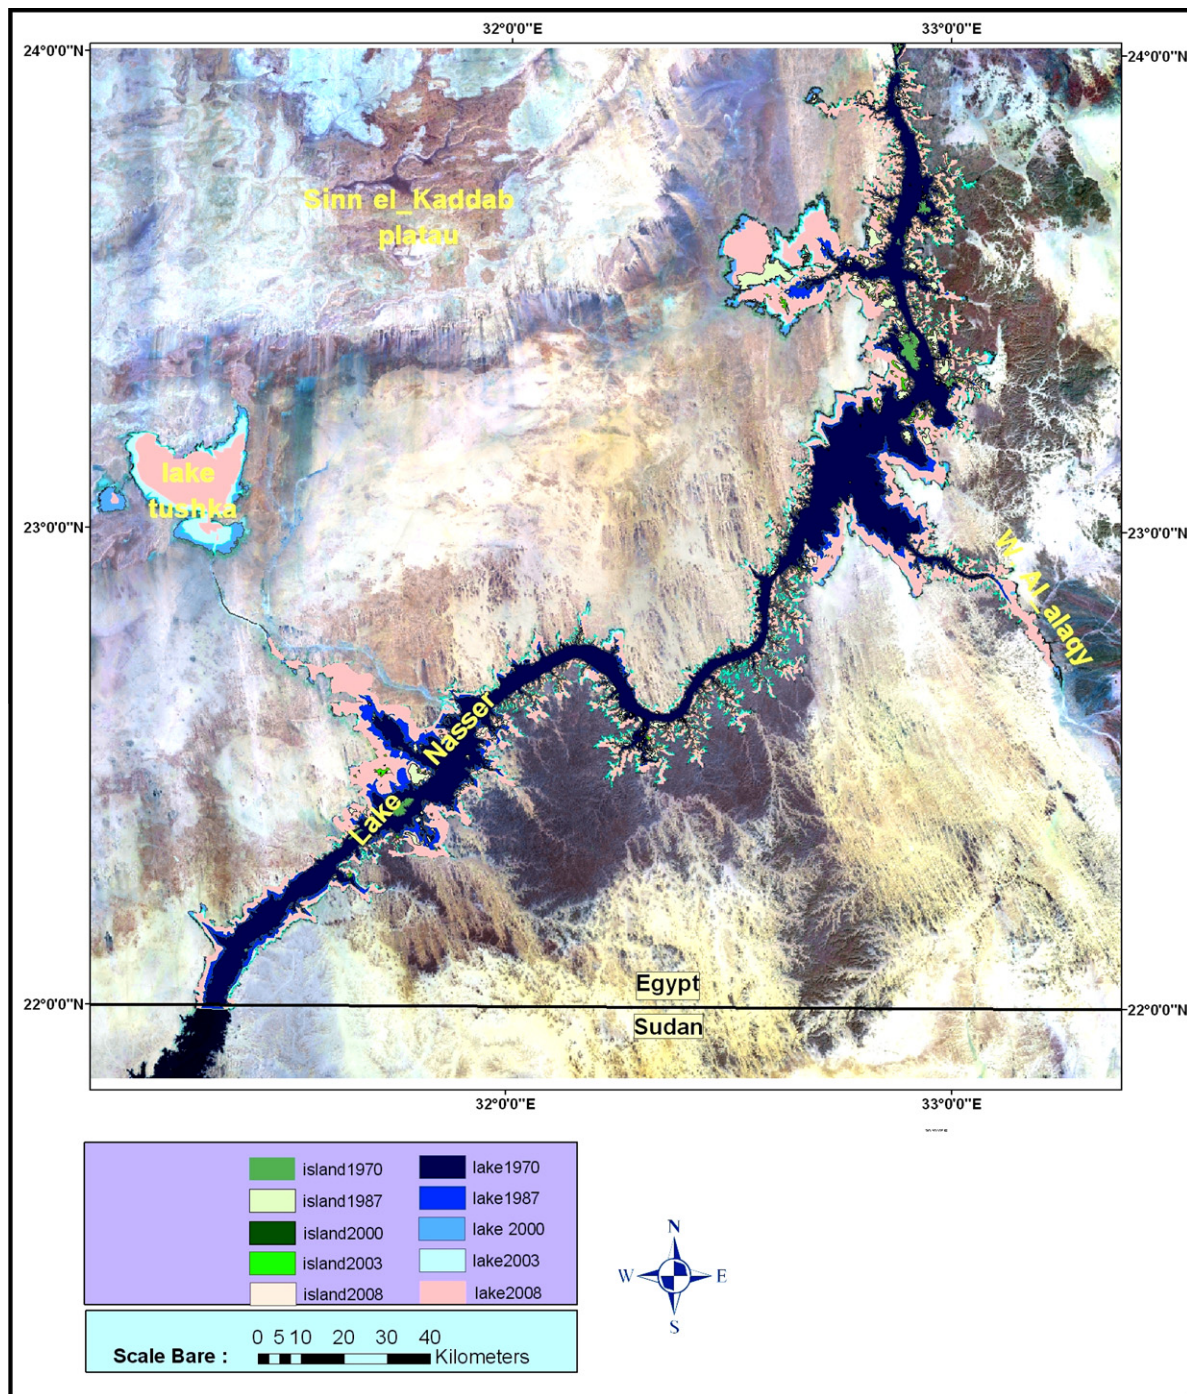 32°0'0"E
33°0'0"E
24°0'0"N
24°0'0"N
Sinn el_Kaddab
platau
lake
tushka
23°0'0"N
23°0'0"N
W. Al_alaqy
Lake Nasser
Egypt
22°0'0"N
22°0'0"N
Sudan
32°0'0"E
33°0'0"E
island1970
lake1970
island1987
lake1987
island2000
lake 2000
island2003
lake2003
island2008
lake2008
N
W
E
S
0 5 10 20 30 40
Scale Bare :
Kilometers